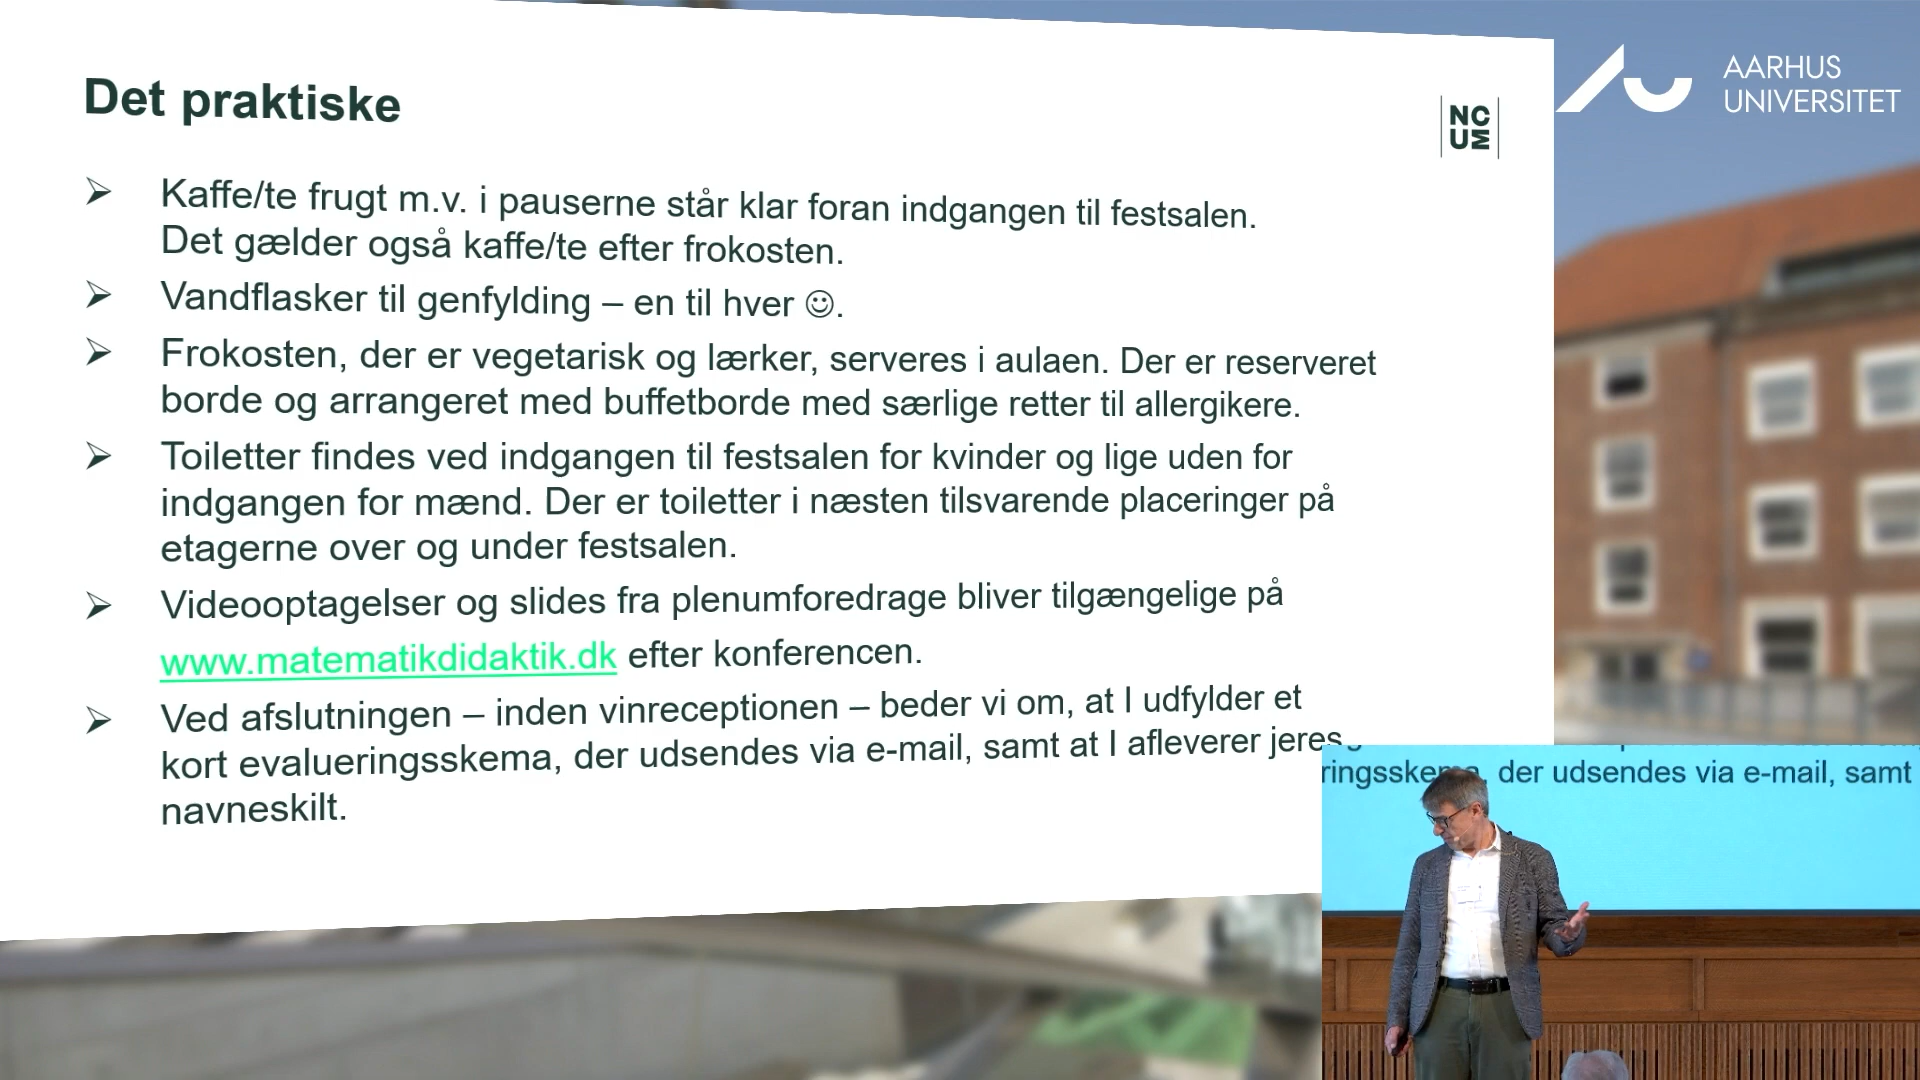 Det praktiske
NC
UM
AARHUS
UNIVERSITET
➢ Kaffe/te frugt m.v. i pauserne står klar foran indgangen til festsalen.
Det gælder også kaffe/te efter frokosten.
➢ Vandflasker til genfylding – en til hver ☺.
➢ Frokosten, der er vegetarisk og lærker, serveres i aulaen. Der er reserveret
borde og arrangeret med buffetborde med særlige retter til allergikere.
➢ Toiletter findes ved indgangen til festsalen for kvinder og lige uden for
indgangen for mænd. Der er toiletter i næsten tilsvarende placeringer på
etagerne over og under festsalen.
➢ Videooptagelser og slides fra plenumforedrage bliver tilgængelige på
www.matematikdidaktik.dk efter konferencen.
➢ Ved afslutningen – inden vinreceptionen – beder vi om, at I udfylder et
kort evalueringsskema, der udsendes via e-mail, samt at I afleverer jeres
navneskilt.
ringsskema, der udsendes via e-mail, samt